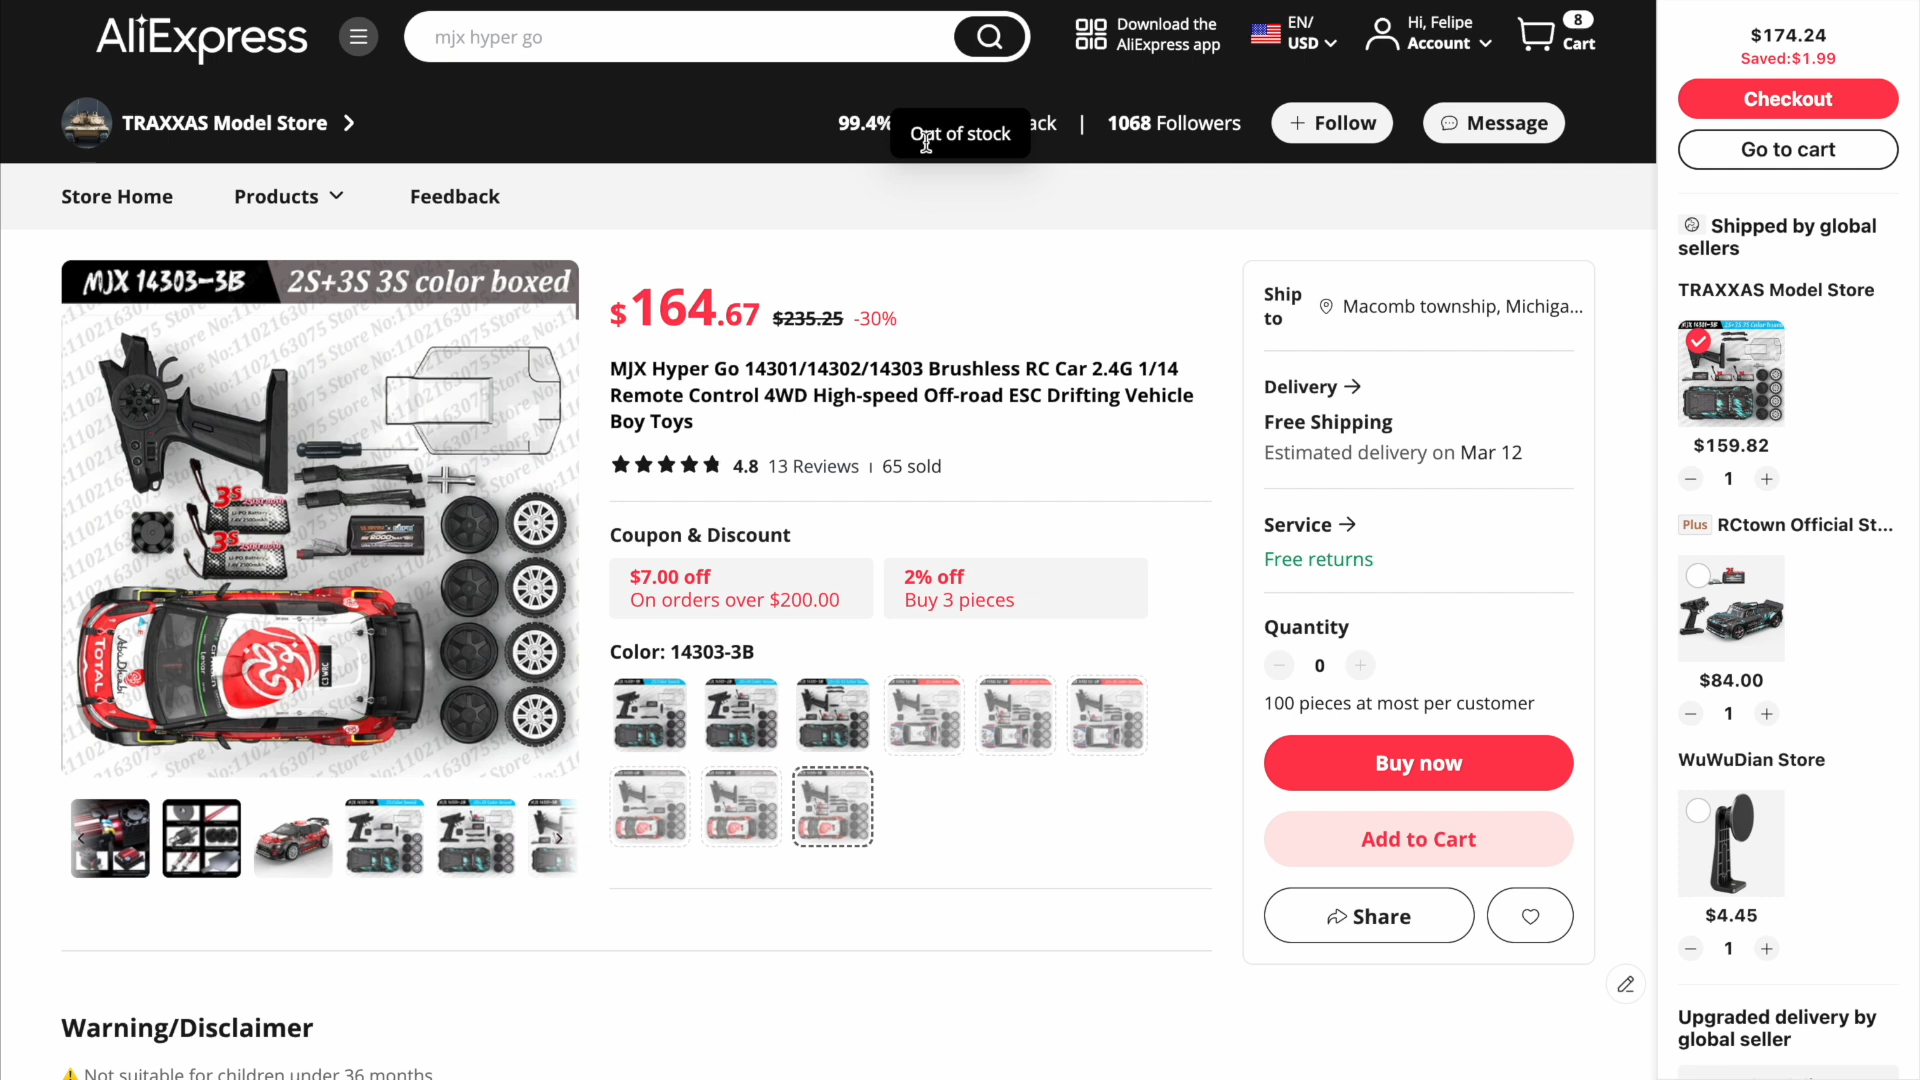 AliExpress
mjx hyper go
Download the
AliExpress app
EN/
USD
Hi, Felipe
Account
8
Cart
TRAXXAS Model Store
99.4%
Out of stock
ack
|
1068 Followers
+ Follow
Message
Store Home
Products
Feedback
MJX 14303-3B
2S+3S 3S color boxed
3S
3S
TOTAL
Abu Dhabi
C3WRC
$164.67 $235.25 -30%
MJX Hyper Go 14301/14302/14303 Brushless RC Car 2.4G 1/14
Remote Control 4WD High-speed Off-road ESC Drifting Vehicle
Boy Toys
4.8 13 Reviews | 65 sold
Coupon & Discount
$7.00 off
On orders over $200.00
2% off
Buy 3 pieces
Color: 14303-3B
Ship
to
Macomb township, Michiga...
Delivery
Free Shipping
Estimated delivery on Mar 12
Service
Free returns
Quantity
0
100 pieces at most per customer
Buy now
Add to Cart
Share
Warning/Disclaimer
Not suitable for children under 36 months
$174.24
Saved:$1.99
Checkout
Go to cart
Shipped by global
sellers
TRAXXAS Model Store
$159.82
1
Plus RCtown Official St...
$84.00
1
WuWuDian Store
$4.45
1
Upgraded delivery by
global seller